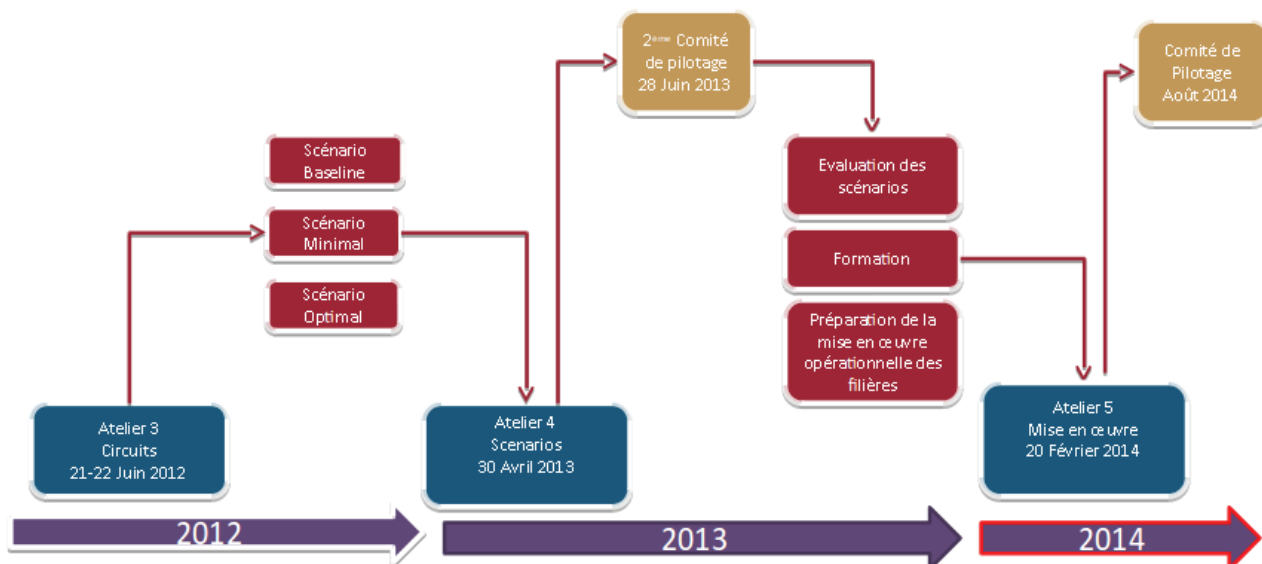 2ème Comité
de pilotage
28 Juin 2013
Comité de
Pilotage
Août 2014
Scénario
Baseline
Scénario
Minimal
Scénario
Optimal
Evaluation des
scénarios
Formation
Préparation de la
mise en œuvre
opérationnelle des
filières
Atelier 3
Circuits
21-22 Juin 2012
Atelier 4
Scenarios
30 Avril 2013
Atelier 5
Mise en œuvre
20 Février 2014
2012
2013
2014